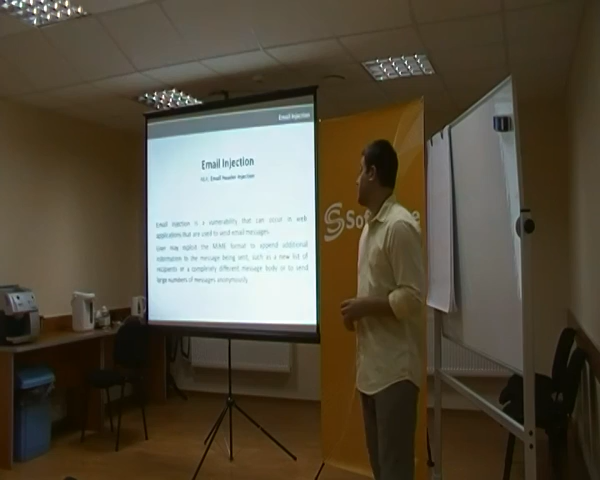 Email Injection
Email Injection
Email Header Injection
Email Injection is a vulnerability that can occur in web
applications that are used to send email messages.
User may exploit the MIME format to append additional
information to the message being sent, such as a new list of
recipients or a completely different message body or to send
large numbers of messages anonymously.